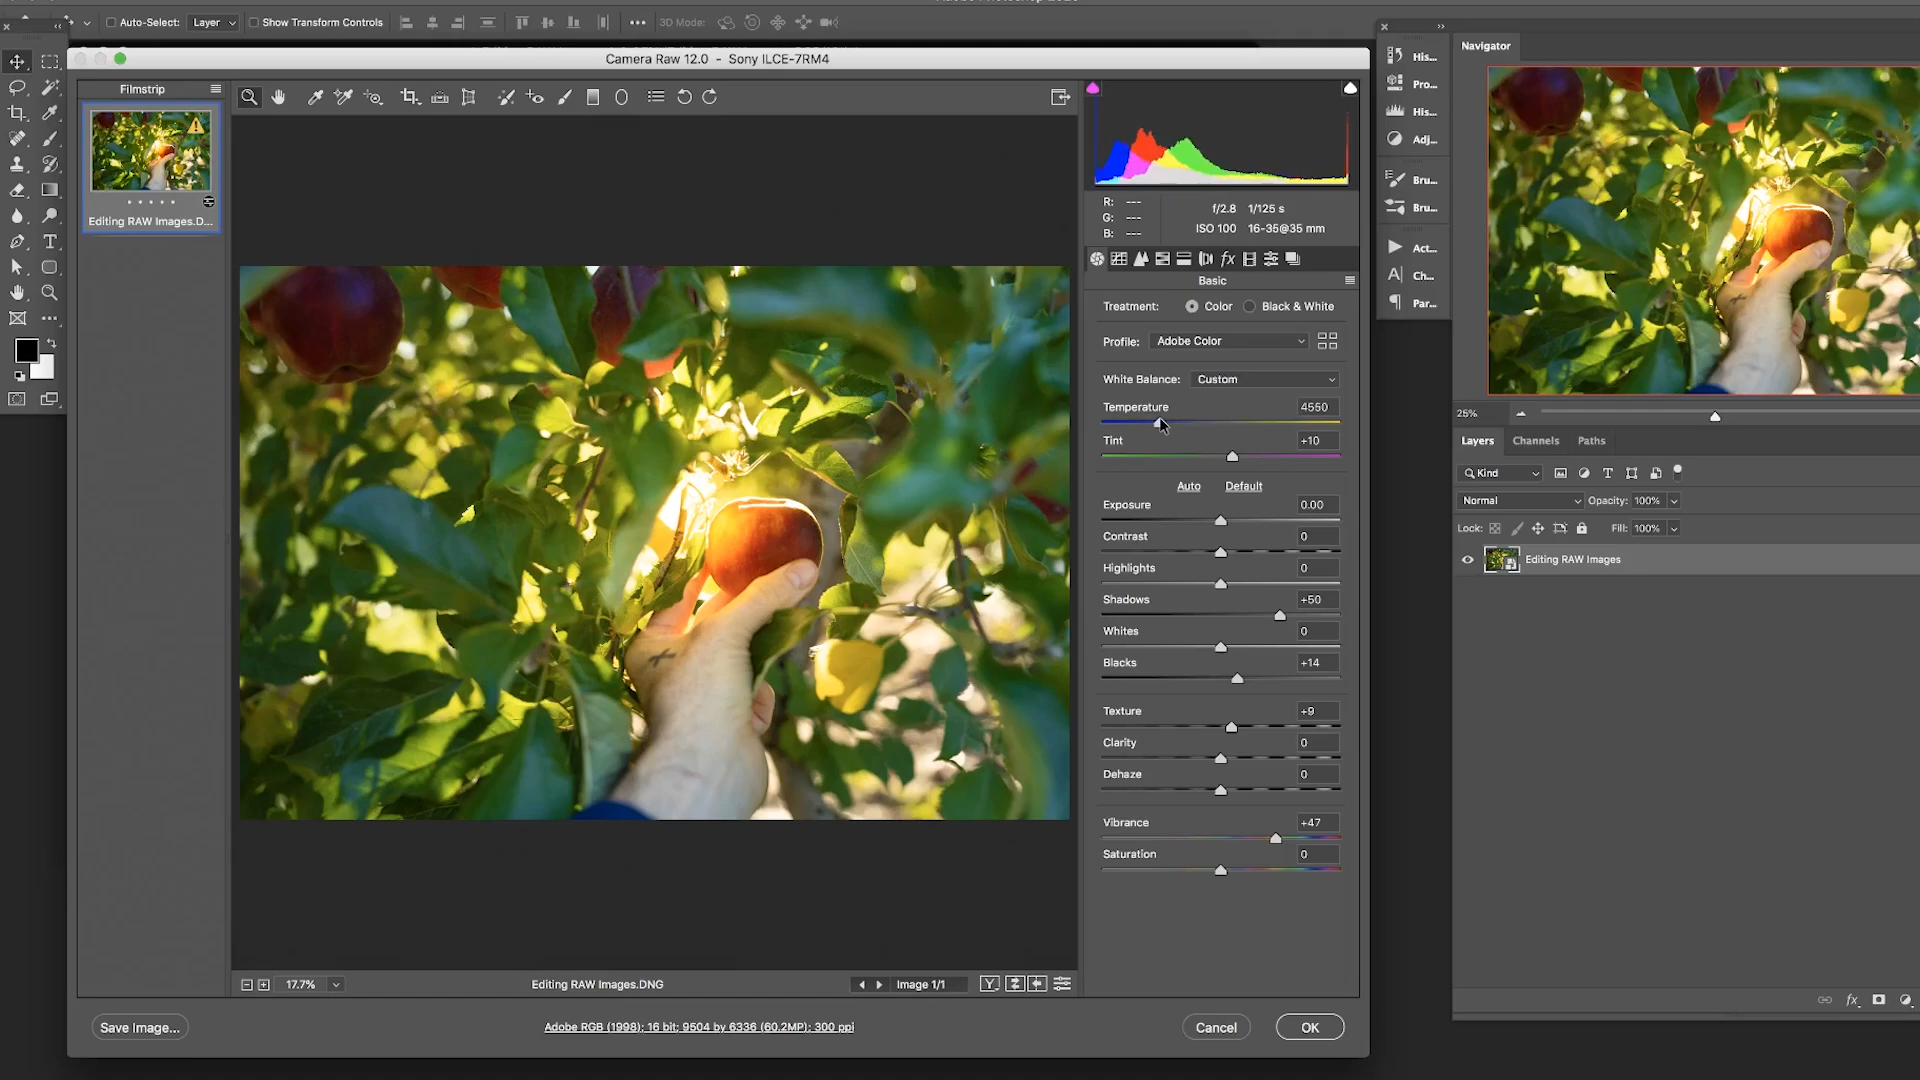 Auto-Select:
Layer
Show Transform Controls
3D Mode:
Camera Raw 12.0 - Sony ILCE-7RM4
Filmstrip
Editing RAW Images.D...
R: ---
G: ---
B: ---
f/2.8 1/125 s
ISO 100 16-35@35 mm
Basic
Treatment: Color Black & White
Profile: Adobe Color
White Balance: Custom
Temperature 4550
Tint +10
Auto Default
Exposure 0.00
Contrast 0
Highlights 0
Shadows +50
Whites 0
Blacks +14
Texture +9
Clarity 0
Dehaze 0
Vibrance +47
Saturation 0
17.7%
Editing RAW Images.DNG
Image 1/1
Save Image...
Adobe RGB (1998); 16 bit; 9504 by 6336 (60.2MP); 300 ppi
Cancel
OK
His...
Pro...
His...
Adj...
Bru...
Bru...
Act...
Ch...
Par...
Navigator
25%
Layers Channels Paths
Kind
Normal Opacity: 100%
Lock: Fill: 100%
Editing RAW Images
fx